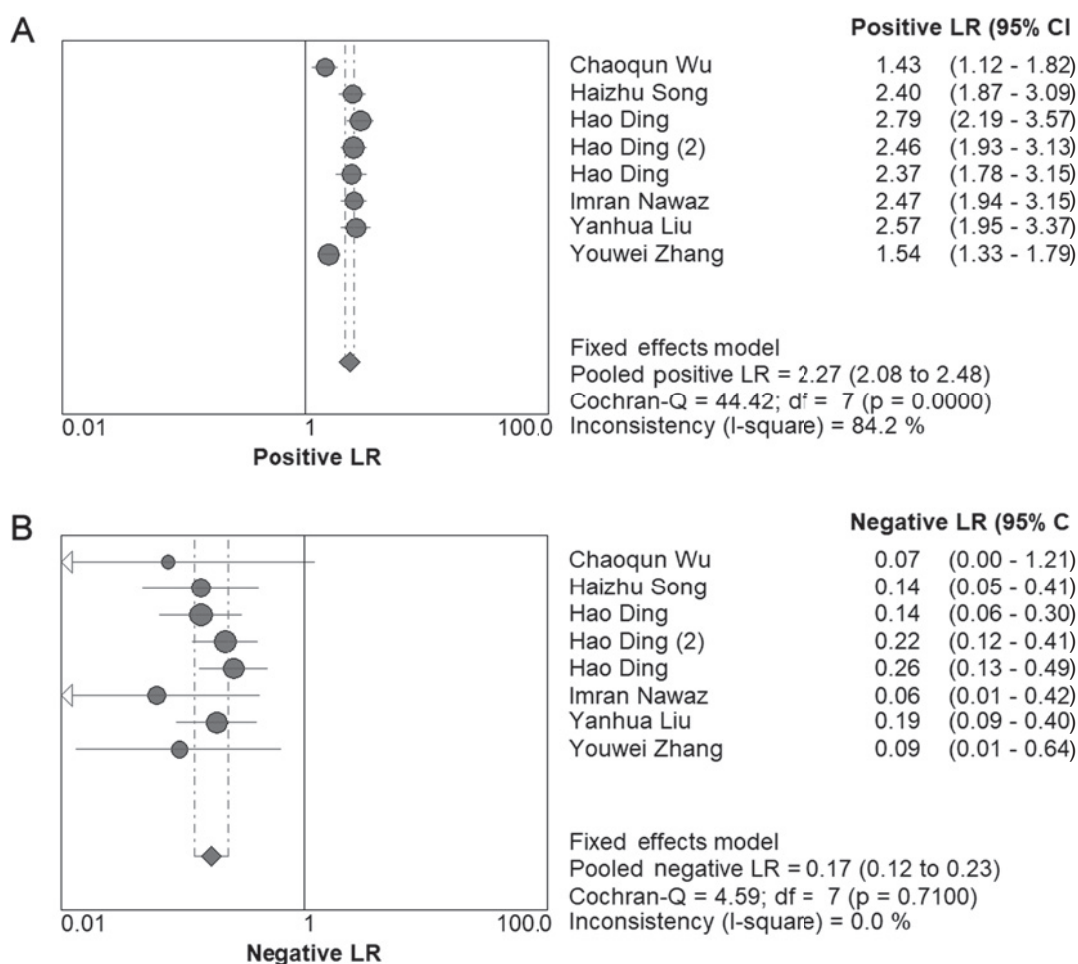 A
Positive LR (95% CI
Chaoqun Wu 1.43 (1.12 - 1.82)
Haizhu Song 2.40 (1.87 - 3.09)
Hao Ding 2.79 (2.19 - 3.57)
Hao Ding (2) 2.46 (1.93 - 3.13)
Hao Ding 2.37 (1.78 - 3.15)
Imran Nawaz 2.47 (1.94 - 3.15)
Yanhua Liu 2.57 (1.95 - 3.37)
Youwei Zhang 1.54 (1.33 - 1.79)
Fixed effects model
Pooled positive LR = 2.27 (2.08 to 2.48)
Cochran-Q = 44.42; df = 7 (p = 0.0000)
Inconsistency (I-square) = 84.2 %
0.01 1 100.0
Positive LR
B
Negative LR (95% C
Chaoqun Wu 0.07 (0.00 - 1.21)
Haizhu Song 0.14 (0.05 - 0.41)
Hao Ding 0.14 (0.06 - 0.30)
Hao Ding (2) 0.22 (0.12 - 0.41)
Hao Ding 0.26 (0.13 - 0.49)
Imran Nawaz 0.06 (0.01 - 0.42)
Yanhua Liu 0.19 (0.09 - 0.40)
Youwei Zhang 0.09 (0.01 - 0.64)
Fixed effects model
Pooled negative LR = 0.17 (0.12 to 0.23)
Cochran-Q = 4.59; df = 7 (p = 0.7100)
Inconsistency (I-square) = 0.0 %
0.01 1 100.0
Negative LR